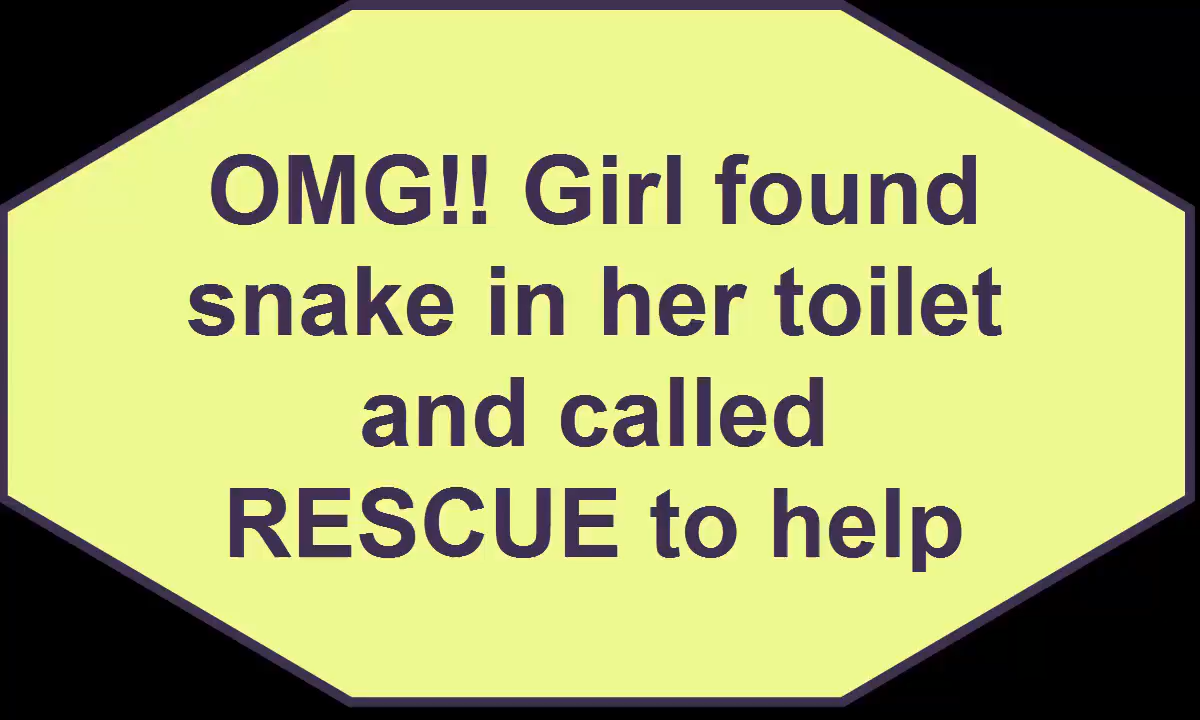 OMG!! Girl found
snake in her toilet
and called
RESCUE to help